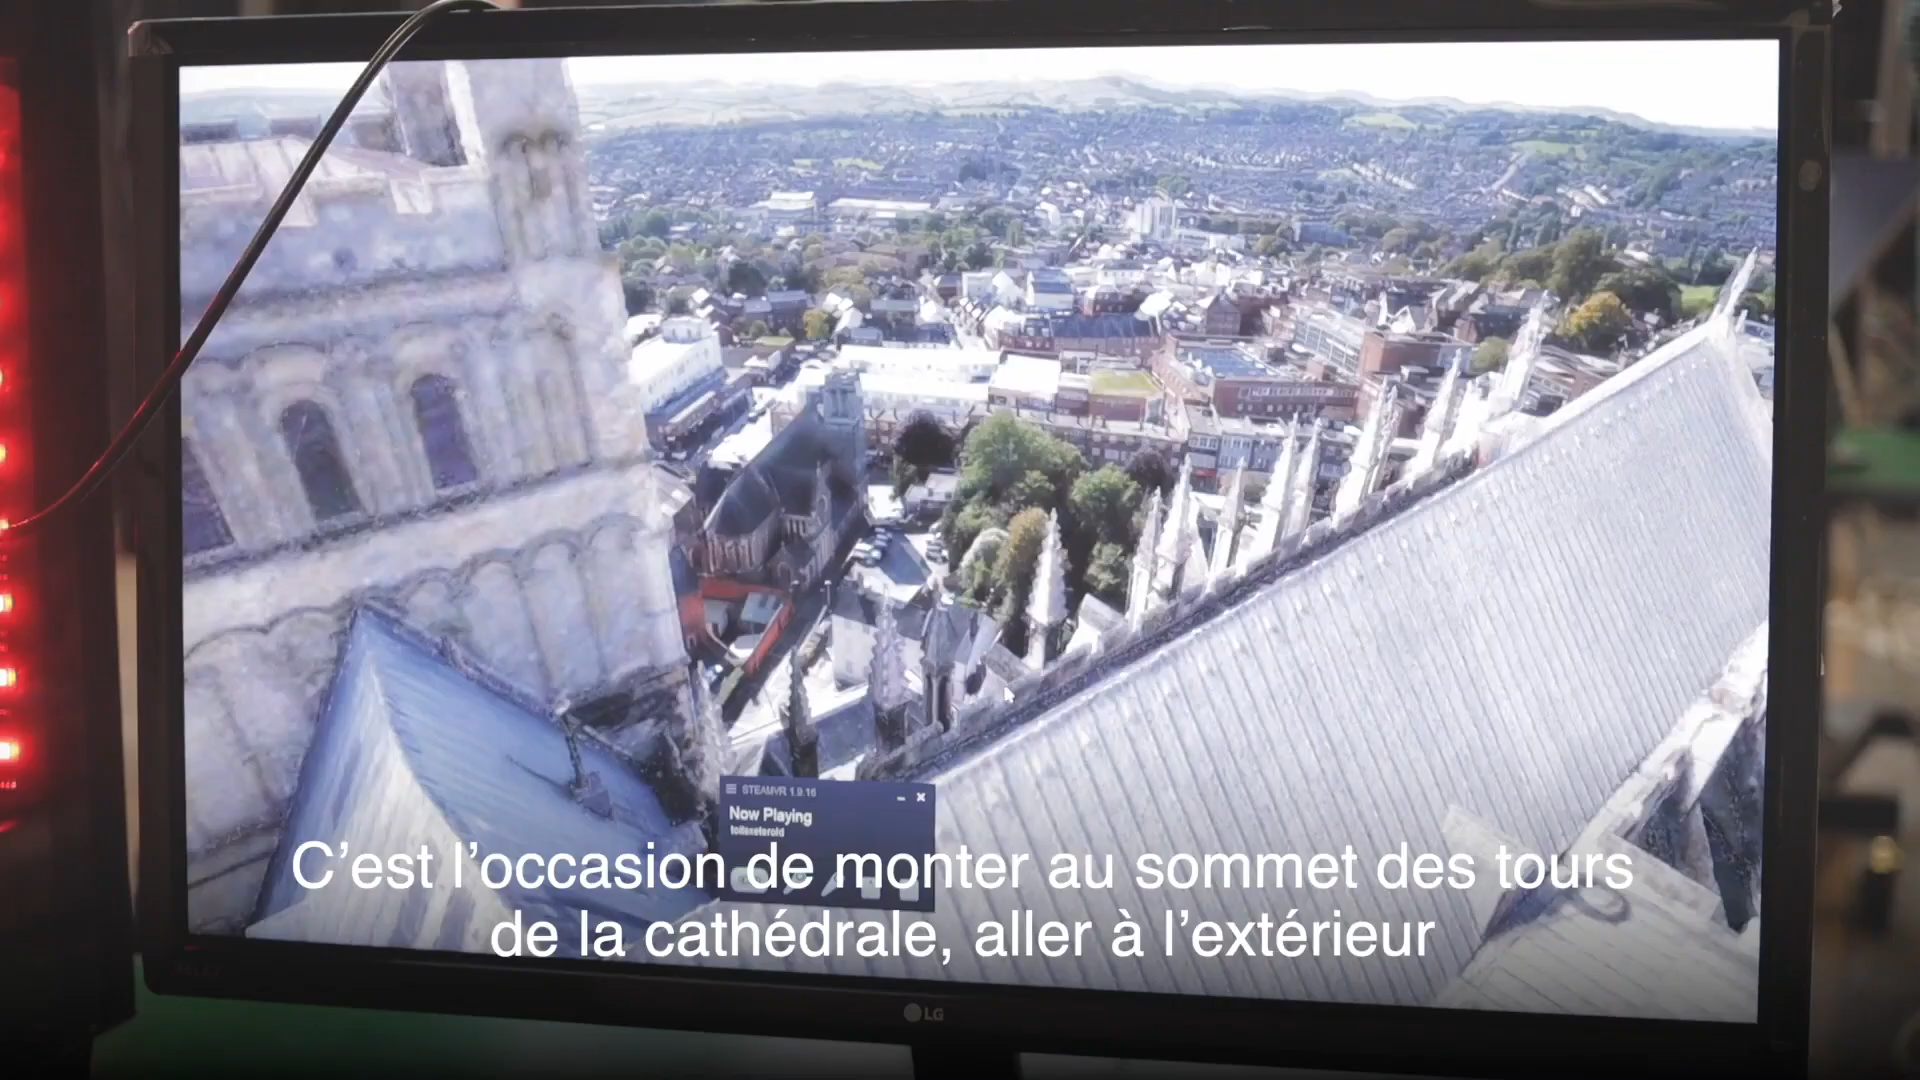 STEAMVR 1.9.16
Now Playing
C’est l’occasion de monter au sommet des tours
de la cathédrale, aller à l’extérieur
LG